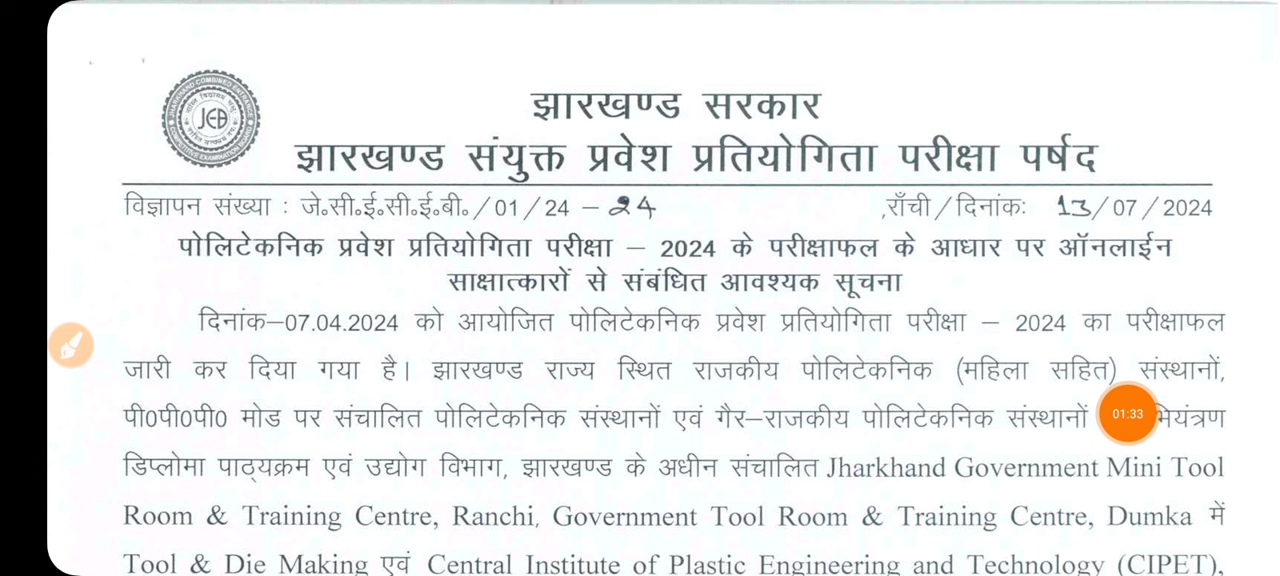 झारखण्ड सरकार
झारखण्ड संयुक्त प्रवेश प्रतियोगिता परीक्षा पर्षद
JCEB
विज्ञापन संख्या : जे॰सी॰ई॰सी॰ई॰बी॰/01/24 – 24
,राँची/दिनांकः 13/07/2024
पोलिटेकनिक प्रवेश प्रतियोगिता परीक्षा – 2024 के परीक्षाफल के आधार पर ऑनलाईन
साक्षात्कारों से संबंधित आवश्यक सूचना
दिनांक–07.04.2024 को आयोजित पोलिटेकनिक प्रवेश प्रतियोगिता परीक्षा – 2024 का परीक्षाफल
जारी कर दिया गया है। झारखण्ड राज्य स्थित राजकीय पोलिटेकनिक (महिला सहित) संस्थानों,
पी0पी0पी0 मोड पर संचालित पोलिटेकनिक संस्थानों एवं गैर–राजकीय पोलिटेकनिक संस्थानों 01:33 भियंत्रण
डिप्लोमा पाठ्यक्रम एवं उद्योग विभाग, झारखण्ड के अधीन संचालित Jharkhand Government Mini Tool
Room & Training Centre, Ranchi, Government Tool Room & Training Centre, Dumka में
Tool & Die Making एवं Central Institute of Plastic Engineering and Technology (CIPET),